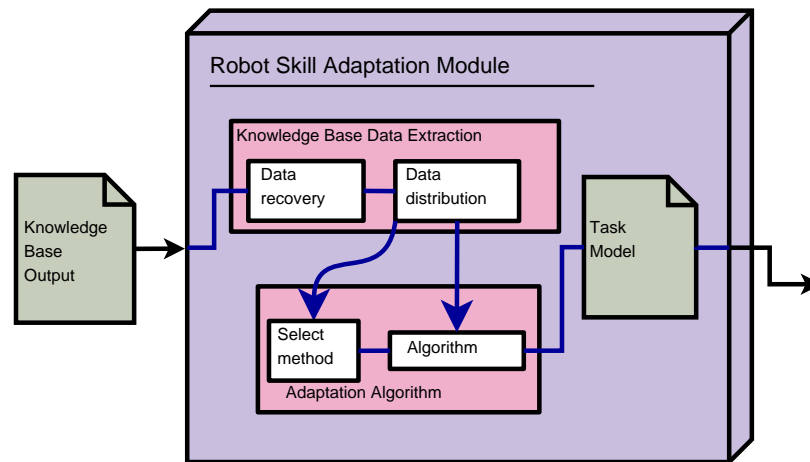 Robot Skill Adaptation Module
Knowledge Base Data Extraction
Data
recovery
Data
distribution
Knowledge
Base
Output
Task
Model
Select
method
Algorithm
Adaptation Algorithm